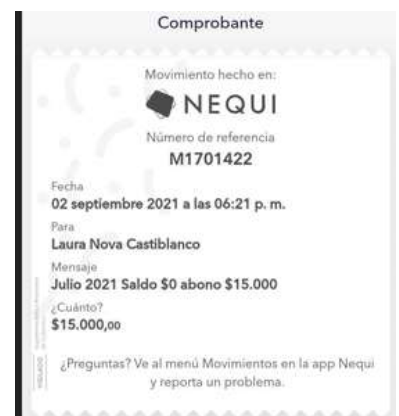 Comprobante
Movimiento hecho en:
NEQUI
Número de referencia
M1701422
Fecha
02 septiembre 2021 a las 06:21 p. m.
Para
Laura Nova Castiblanco
Mensaje
Julio 2021 Saldo $0 abono $15.000
¿Cuánto?
$15.000,00
¿Preguntas? Ve al menú Movimientos en la app Nequi
y reporta un problema.
VIGILADO